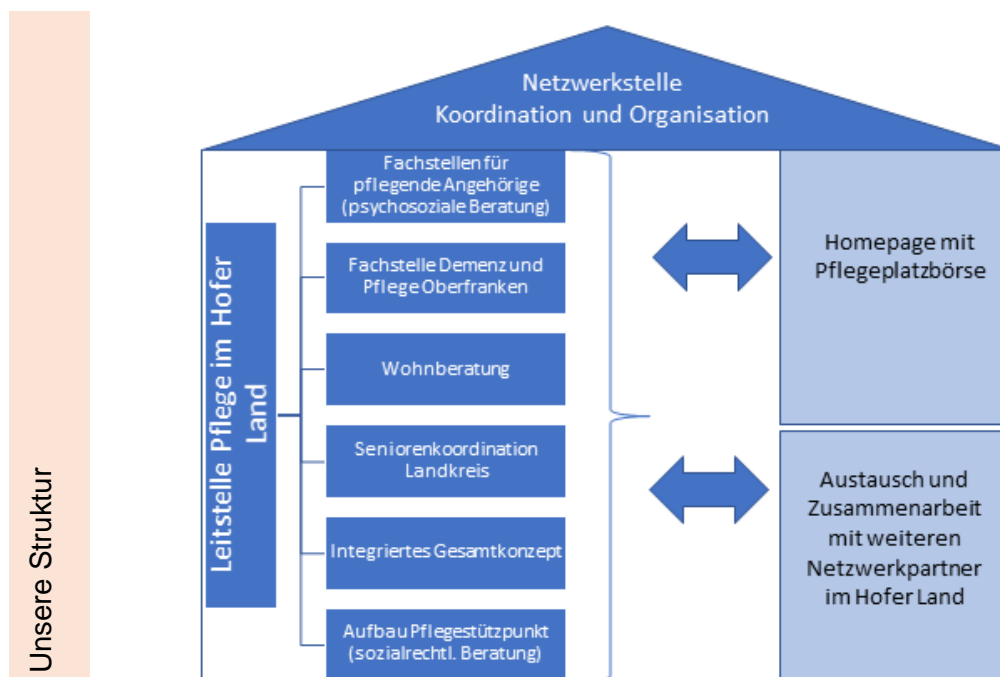 Unsere Struktur
Netzwerkstelle
Koordination und Organisation
Leitstelle Pflege im Hofer
Land
Fachstellen für
pflegende Angehörige
(psychosoziale Beratung)
Fachstelle Demenz und
Pflege Oberfranken
Wohnberatung
Seniorenkoordination
Landkreis
Integriertes Gesamtkonzept
Aufbau Pflegestützpunkt
(sozialrechtl. Beratung)
Homepage mit
Pflegeplatzbörse
Austausch und
Zusammenarbeit
mit weiteren
Netzwerkpartner
im Hofer Land